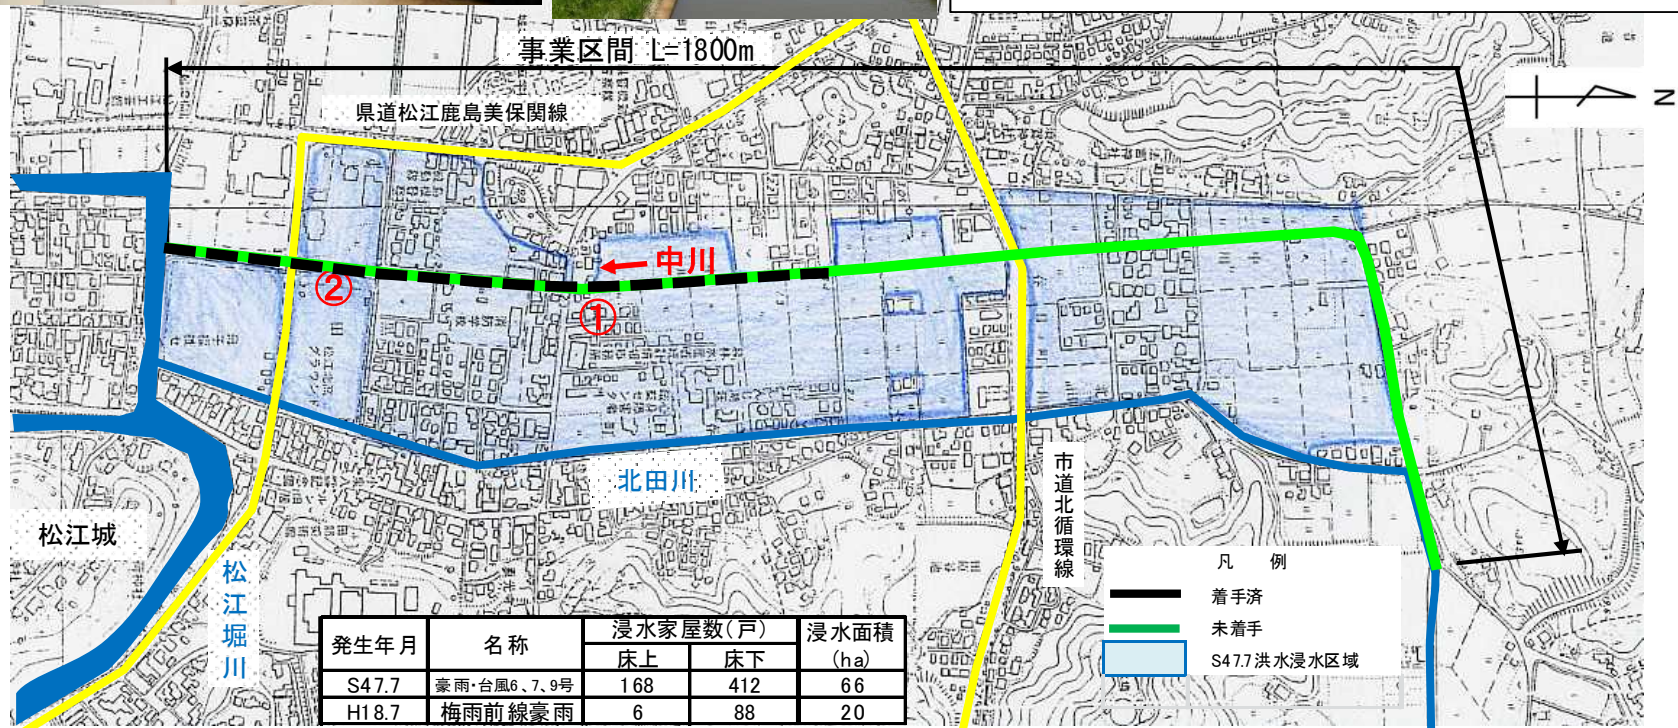 事業区間 L=1800m
県道松江鹿島美保関線
N
中川
②
①
北田川
松江城
松江堀川
市道北循環線
凡 例
着手済
未着手
S47.7洪水浸水区域
発生年月 名称 浸水家屋数(戸) 浸水面積(ha)
床上 床下
S47.7 豪雨・台風6、7、9号 168 412 66
H18.7 梅雨前線豪雨 6 88 20